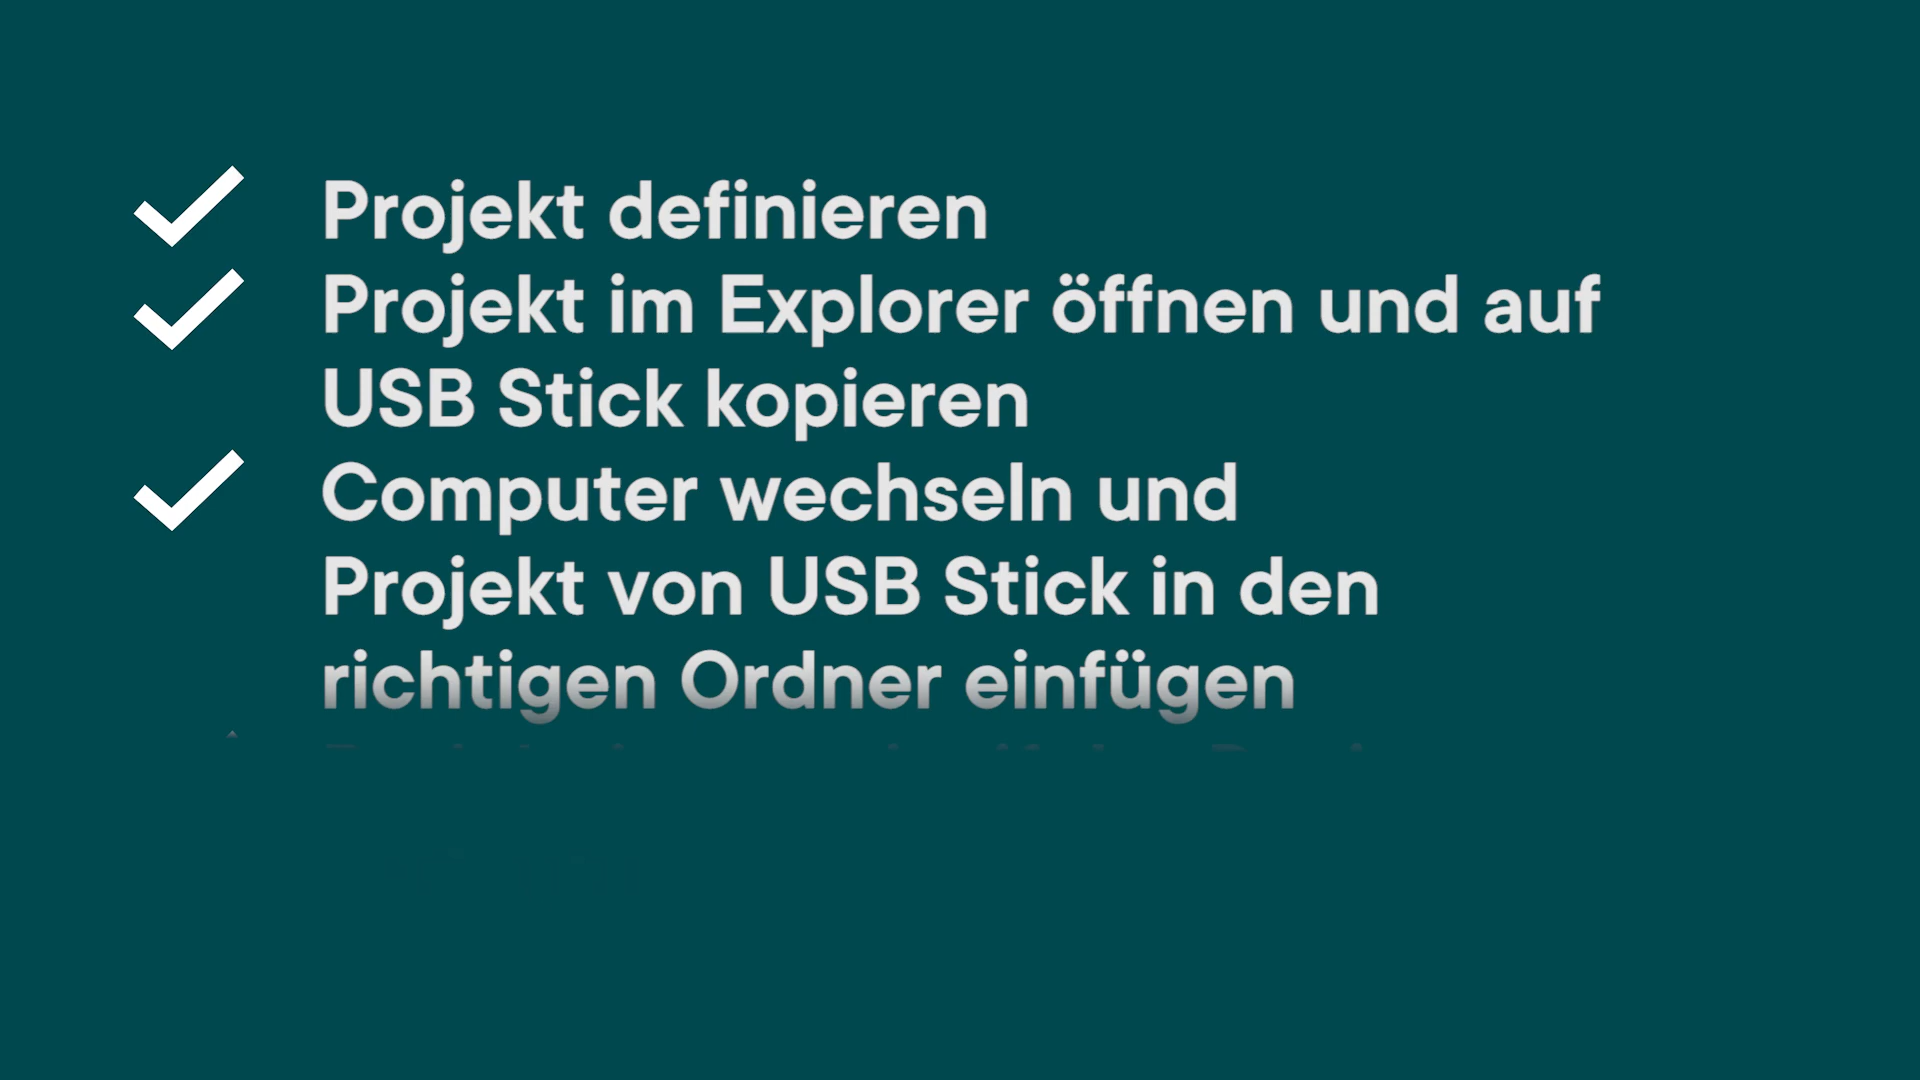 Projekt definieren
Projekt im Explorer öffnen und auf
USB Stick kopieren
Computer wechseln und
Projekt von USB Stick in den
richtigen Ordner einfügen